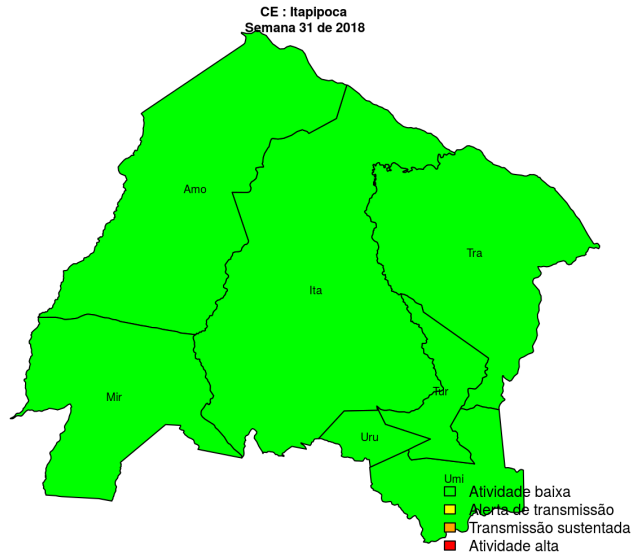 CE : Itapipoca
Semana 31 de 2018
Amo
Tra
Ita
Tur
Mir
Uru
Umi
Atividade baixa
Alerta de transmissão
Transmissão sustentada
Atividade alta